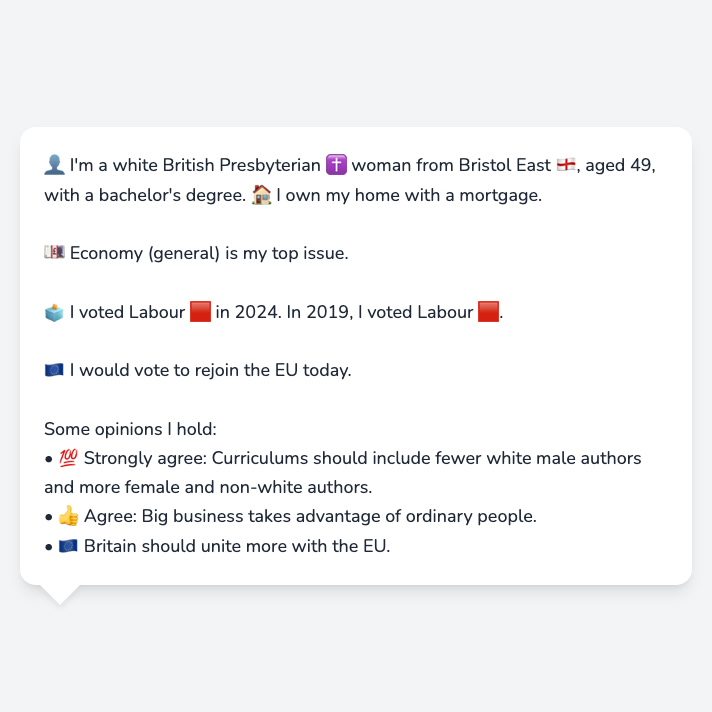 👤 I'm a white British Presbyterian ✝️ woman from Bristol East 🏴󠁧󠁢󠁥󠁮󠁧󠁿, aged 49,
with a bachelor's degree. 🏠 I own my home with a mortgage.
💷 Economy (general) is my top issue.
🗳️ I voted Labour 🟥 in 2024. In 2019, I voted Labour 🟥.
🇪🇺 I would vote to rejoin the EU today.
Some opinions I hold:
• 💯 Strongly agree: Curriculums should include fewer white male authors
and more female and non-white authors.
• 👍 Agree: Big business takes advantage of ordinary people.
• 🇪🇺 Britain should unite more with the EU.